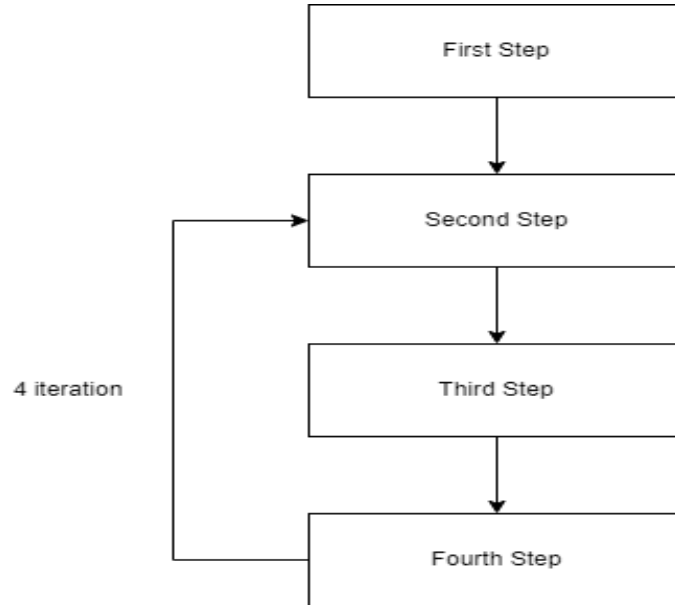 First Step
Second Step
4 iteration
Third Step
Fourth Step